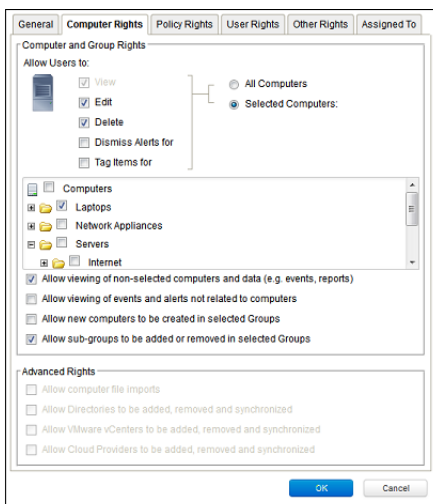 General Computer Rights Policy Rights User Rights Other Rights Assigned To
Computer and Group Rights
Allow Users to:
View
Edit
Delete
Dismiss Alerts for
Tag Items for
All Computers
Selected Computers:
Computers
Laptops
Network Appliances
Servers
Internet
Allow viewing of non-selected computers and data (e.g. events, reports)
Allow viewing of events and alerts not related to computers
Allow new computers to be created in selected Groups
Allow sub-groups to be added or removed in selected Groups
Advanced Rights
Allow computer file imports
Allow Directories to be added, removed and synchronized
Allow VMware vCenters to be added, removed and synchronized
Allow Cloud Providers to be added, removed and synchronized
OK Cancel